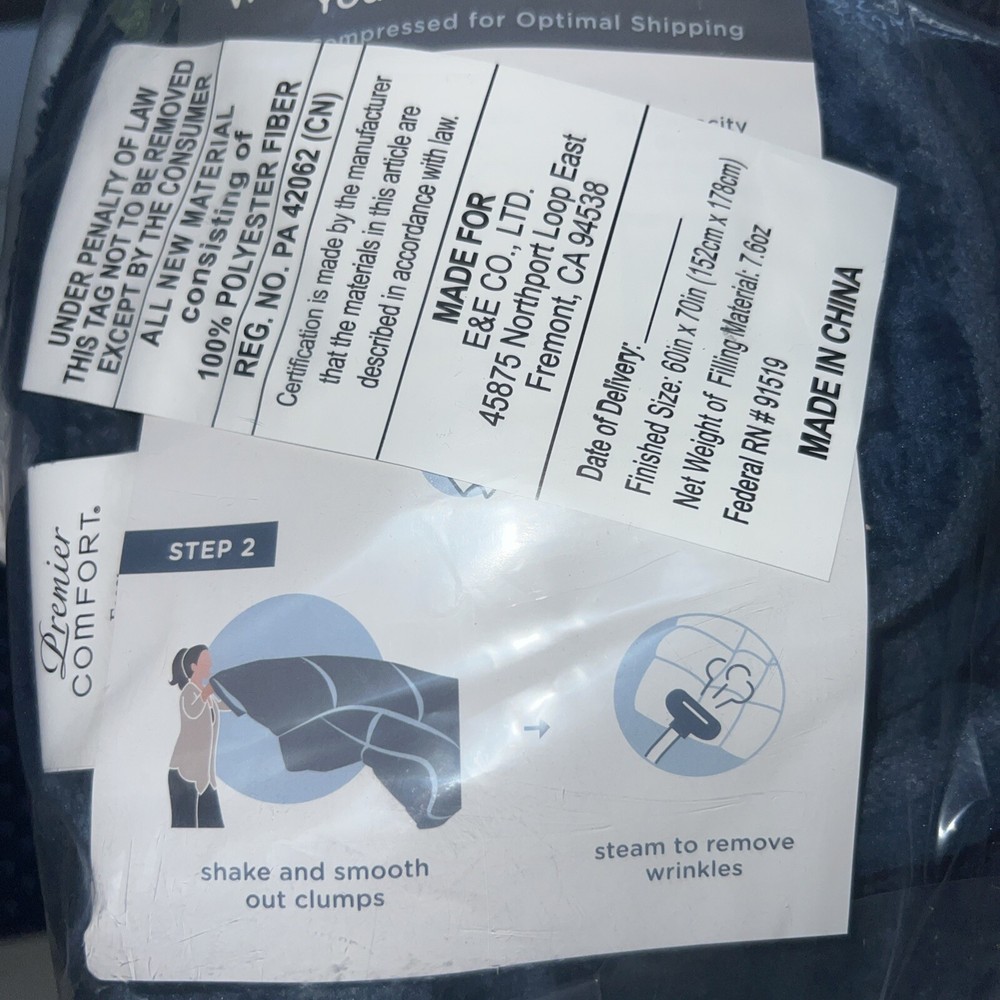 Compressed for Optimal Shipping
UNDER PENALTY OF LAW
THIS TAG NOT TO BE REMOVED
EXCEPT BY THE CONSUMER
ALL NEW MATERIAL
consisting of
100% POLYESTER FIBER
REG. NO. PA 42062 (CN)
Certification is made by the manufacturer
that the materials in this article are
described in accordance with law.
MADE FOR
E&E CO., LTD.
45875 Northport Loop East
Fremont, CA 94538
Date of Delivery:
Finished Size: 60in x 70in (152cm x 178cm)
Net Weight of Filling Material: 7.6oz
Federal RN # 91519
MADE IN CHINA
Premier
COMFORT.
STEP 2
shake and smooth
out clumps
steam to remove
wrinkles